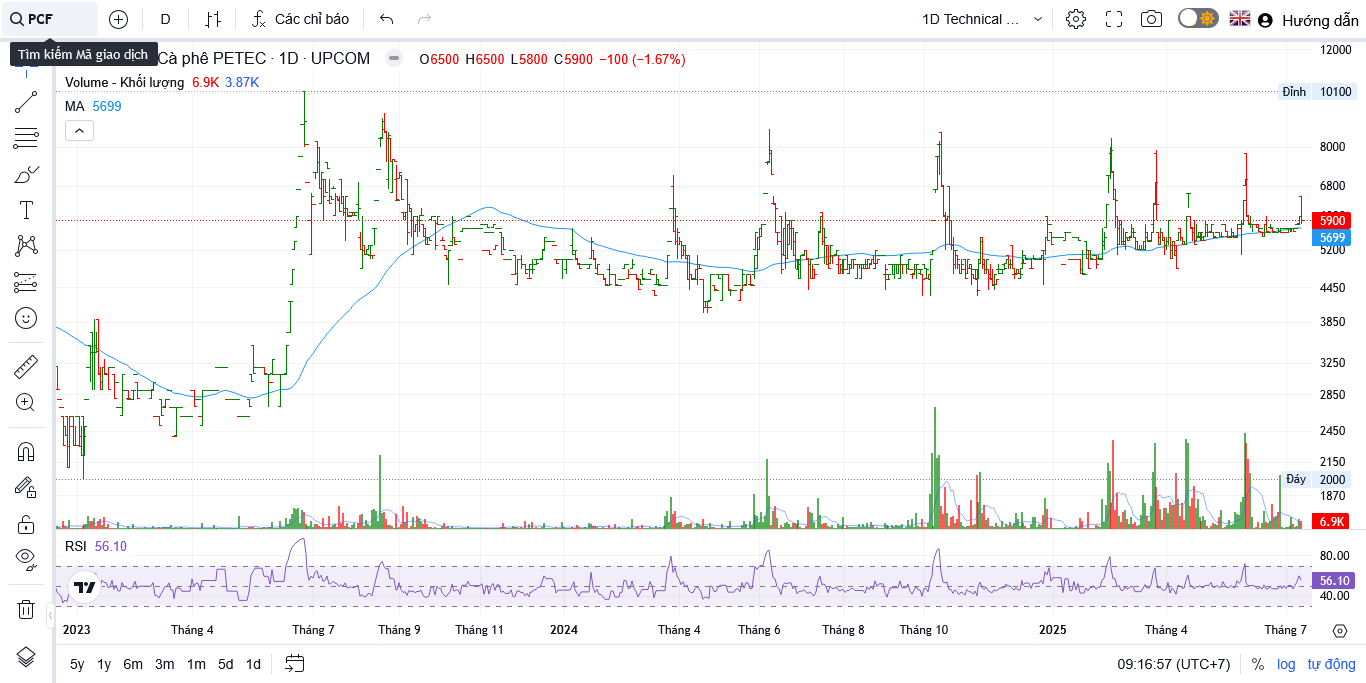 PCF
D
Các chỉ báo
1D Technical ...
Hướng dẫn
Tìm kiếm Mã giao dịch
Cà phê PETEC · 1D · UPCOM
O6500 H6500 L5800 C5900 −100 (−1.67%)
Volume - Khối lượng 6.9K 3.87K
MA 5699
12000
Đỉnh 10100
8000
6800
5900
5699
5200
4450
3850
3250
2850
2450
2150
Đáy 2000
1870
6.9K
RSI 56.10
80.00
56.10
40.00
2023 Tháng 4 Tháng 7 Tháng 9 Tháng 11 2024 Tháng 4 Tháng 6 Tháng 8 Tháng 10 2025 Tháng 4 Tháng 7
5y 1y 6m 3m 1m 5d 1d
09:16:57 (UTC+7) % log tự động